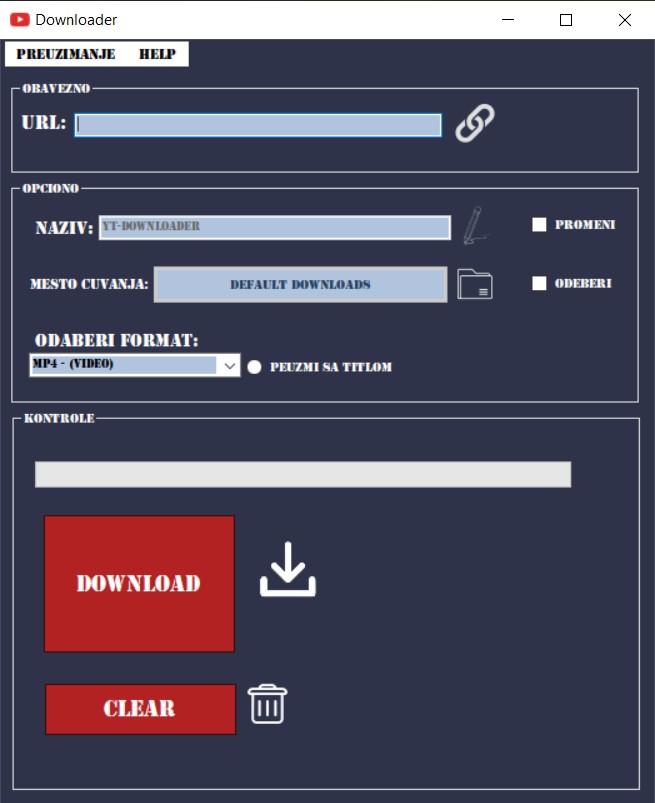 Downloader
PREUZIMANJE HELP
OBAVEZNO
URL:
OPCIONO
NAZIV: YT-DOWNLOADER PROMENI
MESTO CUVANJA: DEFAULT DOWNLOADS ODEBERI
ODABERI FORMAT:
MP4 - (VIDEO) PEUZMI SA TITLOM
KONTROLE
DOWNLOAD
CLEAR